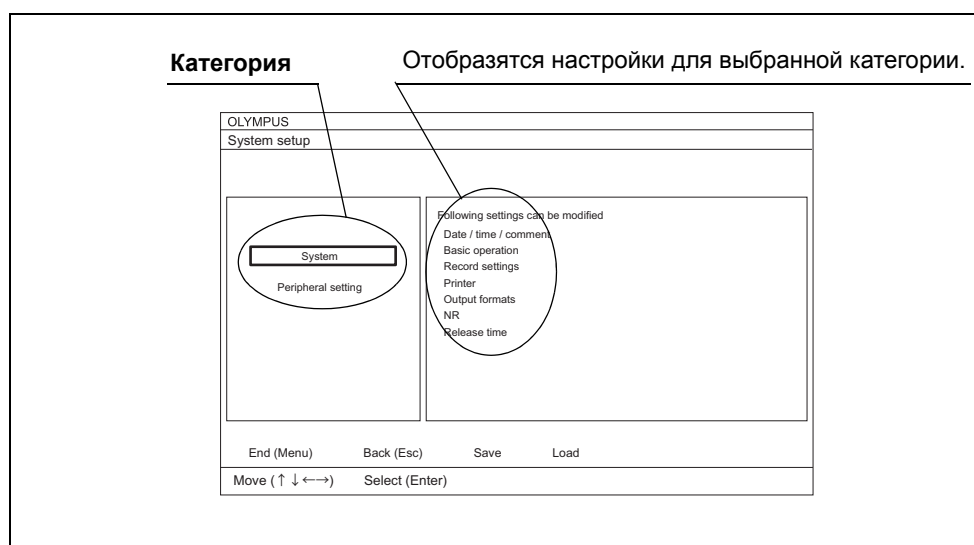 Категория
Отобразятся настройки для выбранной категории.
OLYMPUS
System setup
System
Peripheral setting
Following settings can be modified
Date / time / comment
Basic operation
Record settings
Printer
Output formats
NR
Release time
End (Menu) Back (Esc) Save Load
Move (↑↓←→) Select (Enter)